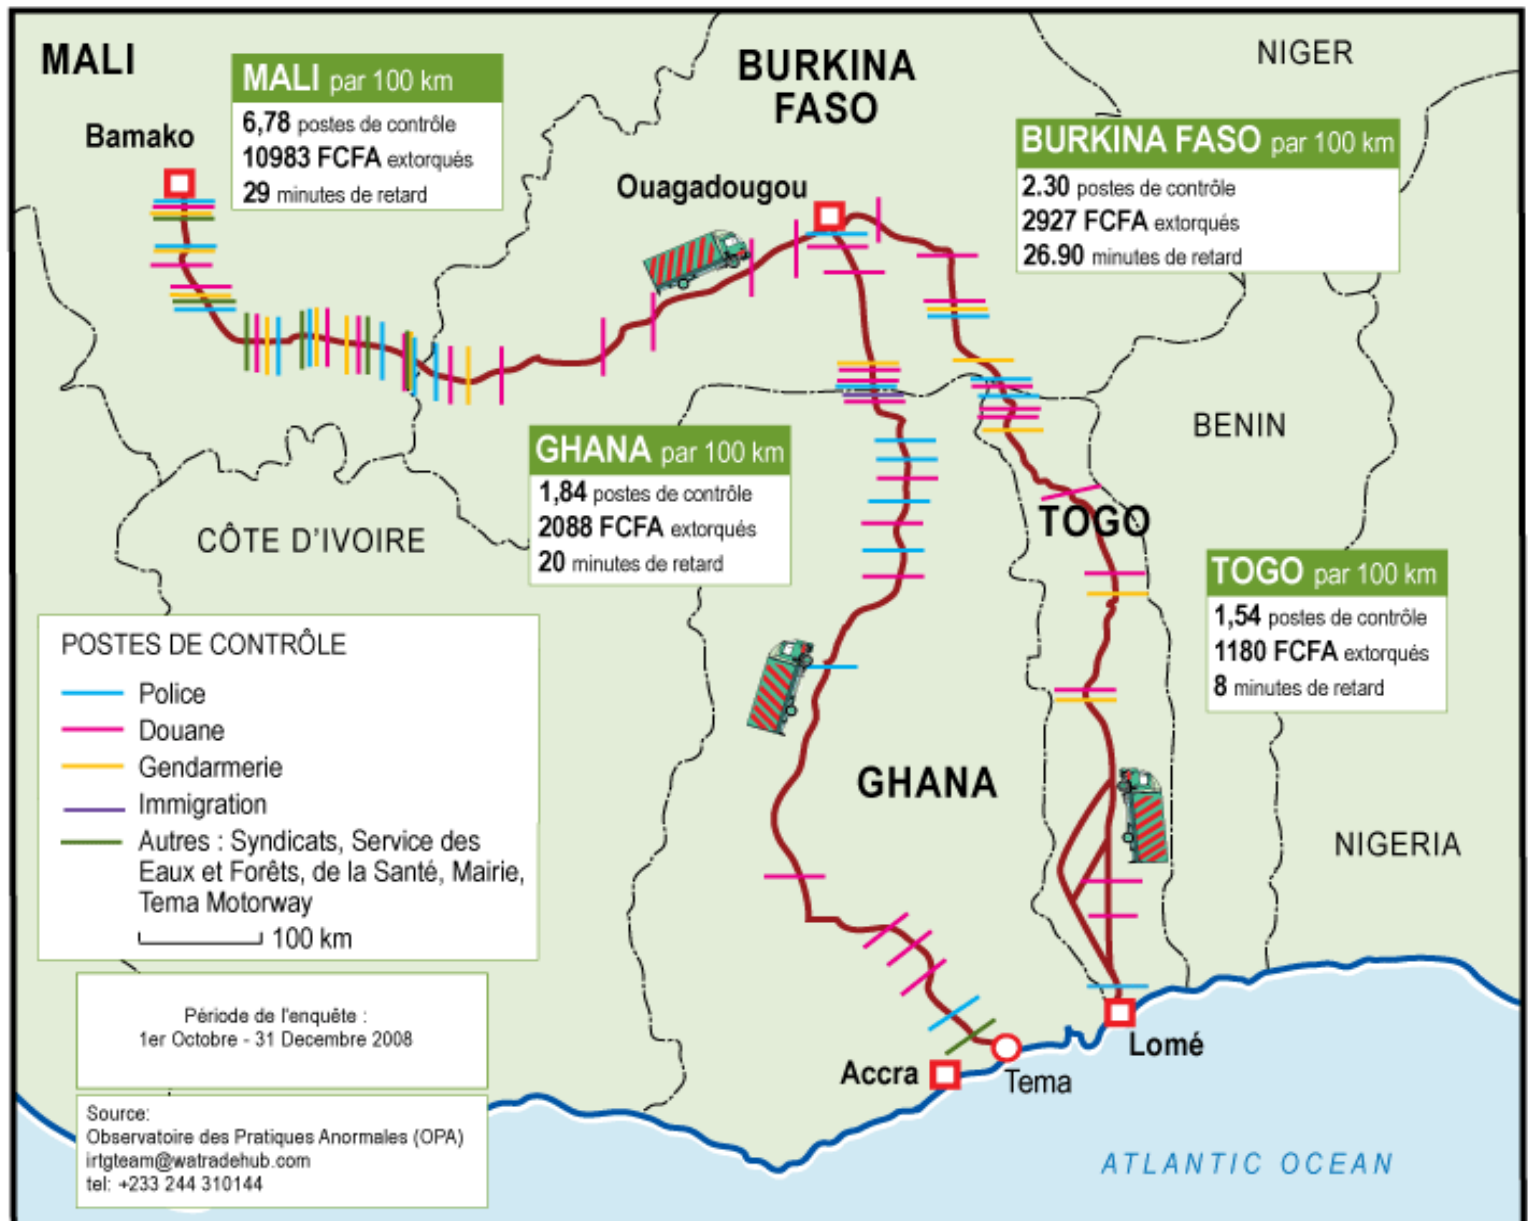 MALI
MALI par 100 km
6,78 postes de contrôle
10983 FCFA extorqués
29 minutes de retard
Bamako
BURKINA
FASO
NIGER
Ouagadougou
BURKINA FASO par 100 km
2.30 postes de contrôle
2927 FCFA extorqués
26.90 minutes de retard
BENIN
GHANA par 100 km
1,84 postes de contrôle
2088 FCFA extorqués
20 minutes de retard
CÔTE D'IVOIRE
TOGO
TOGO par 100 km
1,54 postes de contrôle
1180 FCFA extorqués
8 minutes de retard
POSTES DE CONTRÔLE
Police
Douane
Gendarmerie
Immigration
Autres : Syndicats, Service des
Eaux et Forêts, de la Santé, Mairie,
Tema Motorway
100 km
GHANA
NIGERIA
Période de l'enquête :
1er Octobre - 31 Decembre 2008
Lomé
Accra
Tema
Source:
Observatoire des Pratiques Anormales (OPA)
irtgteam@watradehub.com
tel: +233 244 310144
ATLANTIC OCEAN